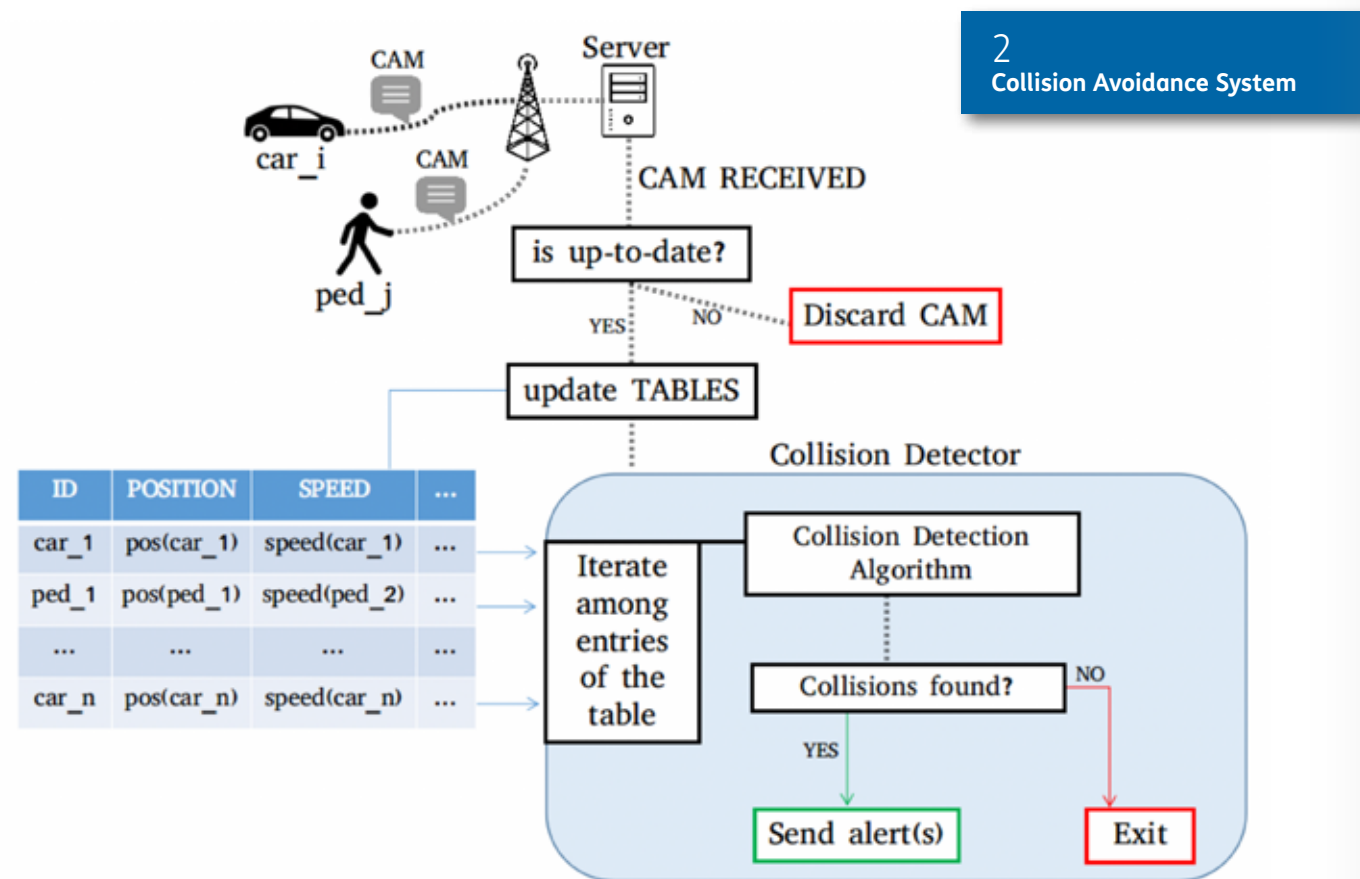 2
Collision Avoidance System
Server
CAM
car_i
CAM
ped_j
CAM RECEIVED
is up-to-date?
YES
NO
Discard CAM
update TABLES
Collision Detector
ID POSITION SPEED ...
car_1 pos(car_1) speed(car_1) ...
ped_1 pos(ped_1) speed(ped_2) ...
... ... ... ...
car_n pos(car_n) speed(car_n) ...
Iterate
among
entries
of the
table
Collision Detection
Algorithm
Collisions found?
NO
YES
Send alert(s)
Exit